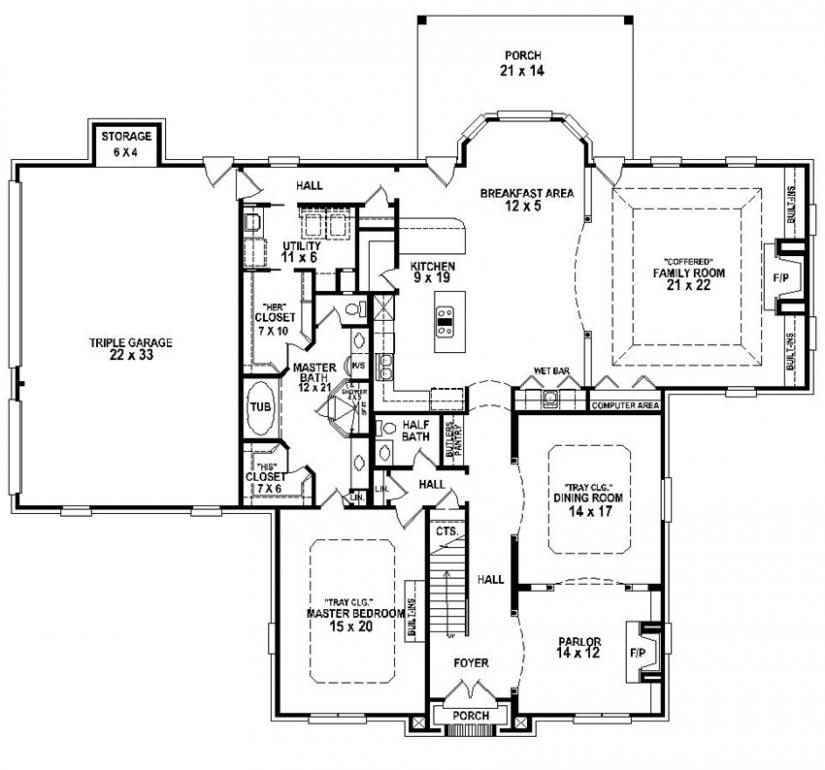 PORCH
21 x 14
STORAGE
6 X 4
HALL
BREAKFAST AREA
12 x 5
BUILT-INS
UTILITY
11 x 6
KITCHEN
9 x 19
"COFFERED"
FAMILY ROOM
21 x 22
F/P
"HER"
CLOSET
7 X 10
TRIPLE GARAGE
22 x 33
MASTER
BATH
12 x 21
K/S
BUILT-INS
WET BAR
SHOWER
SEAT
TUB
COMPUTER AREA
HALF
BATH
BUTLERS
PANTRY
"HIS"
CLOSET
7 X 6
LIN.
LIN.
HALL
"TRAY CLG."
DINING ROOM
14 x 17
CTS.
HALL
"TRAY CLG."
MASTER BEDROOM
15 x 20
BUILT-INS
UP
PARLOR
14 x 12
F/P
FOYER
PORCH